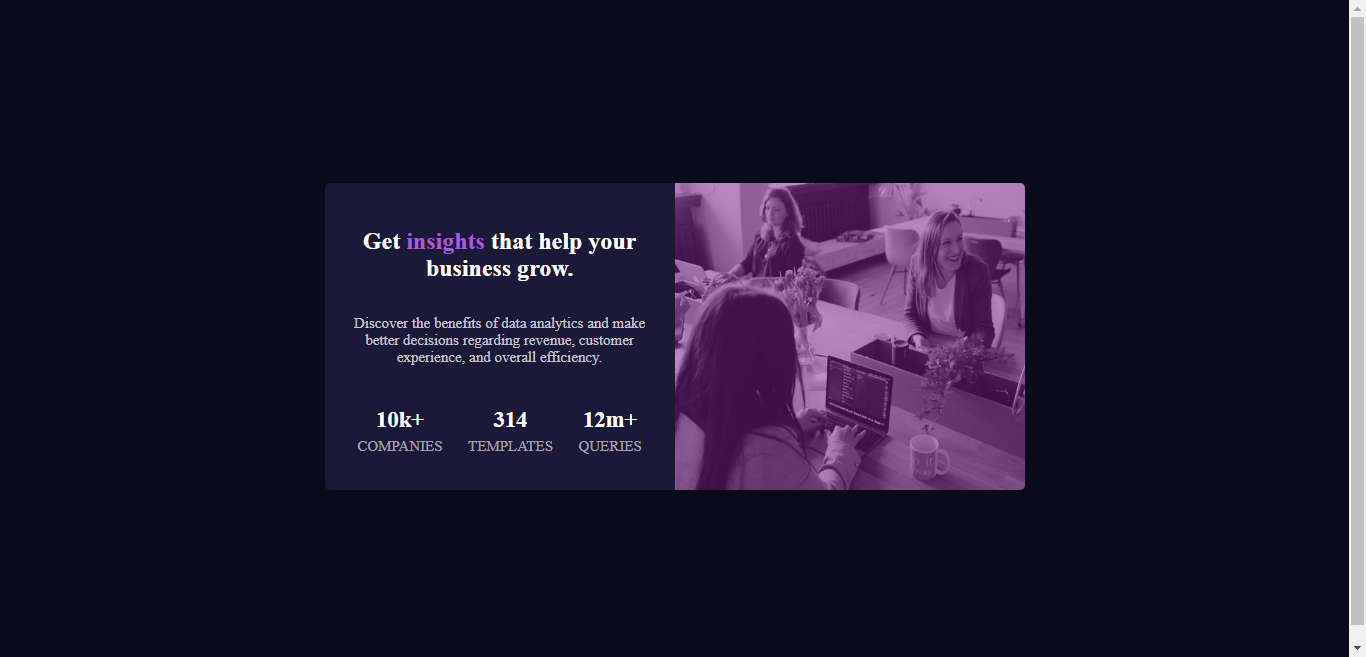 Get insights that help your
business grow.
Discover the benefits of data analytics and make
better decisions regarding revenue, customer
experience, and overall efficiency.
10k+ 314 12m+
COMPANIES TEMPLATES QUERIES